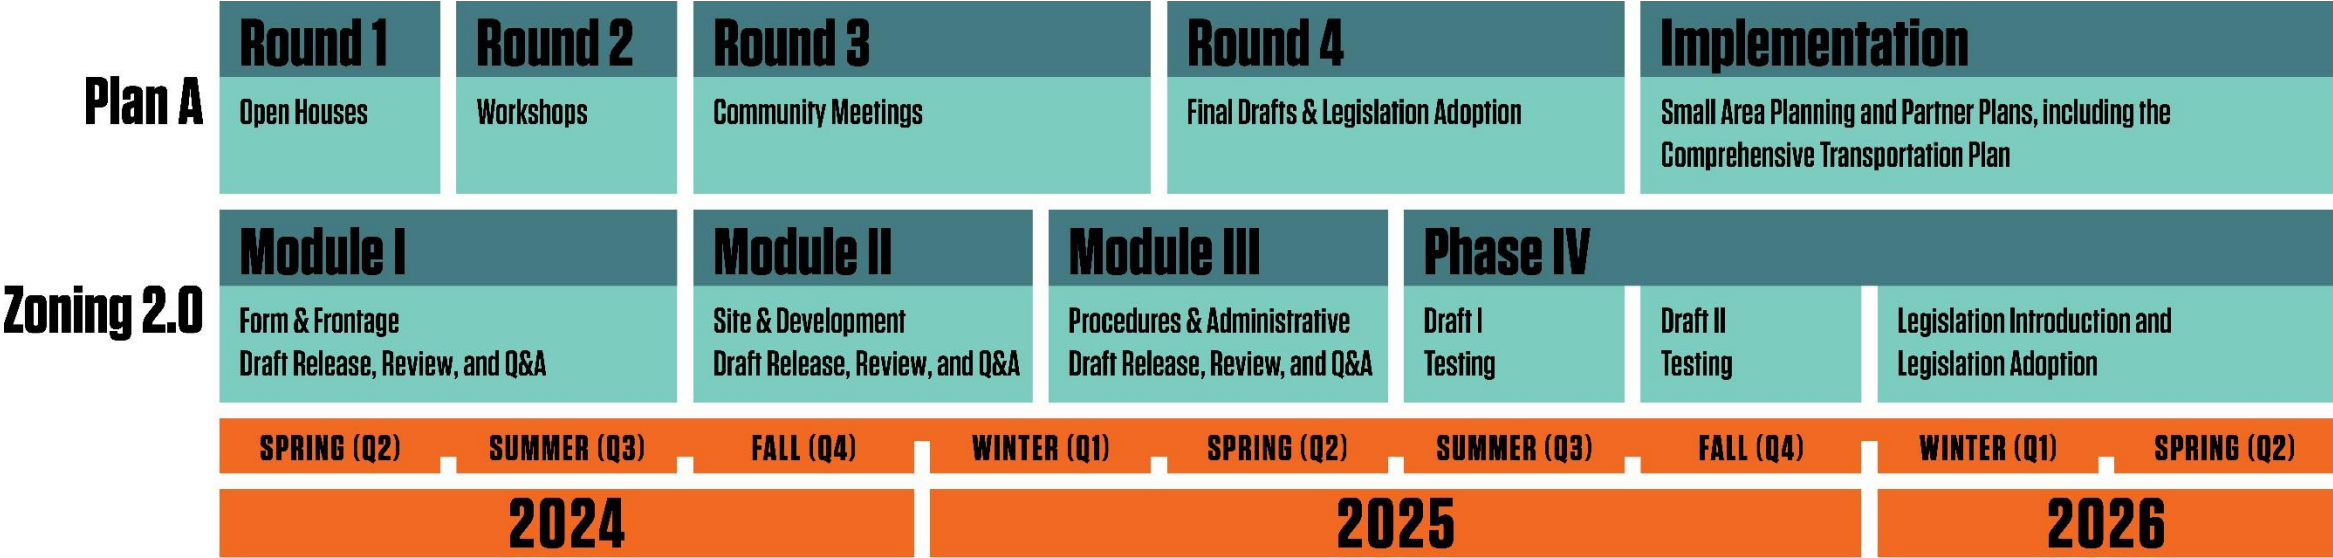 Plan A
Round 1
Open Houses
Round 2
Workshops
Round 3
Community Meetings
Round 4
Final Drafts & Legislation Adoption
Implementation
Small Area Planning and Partner Plans, including the
Comprehensive Transportation Plan
Zoning 2.0
Module I
Form & Frontage
Draft Release, Review, and Q&A
Module II
Site & Development
Draft Release, Review, and Q&A
Module III
Procedures & Administrative
Draft Release, Review, and Q&A
Phase IV
Draft I
Testing
Draft II
Testing
Legislation Introduction and
Legislation Adoption
SPRING (Q2)
SUMMER (Q3)
FALL (Q4)
WINTER (Q1)
SPRING (Q2)
SUMMER (Q3)
FALL (Q4)
WINTER (Q1)
SPRING (Q2)
2024
2025
2026